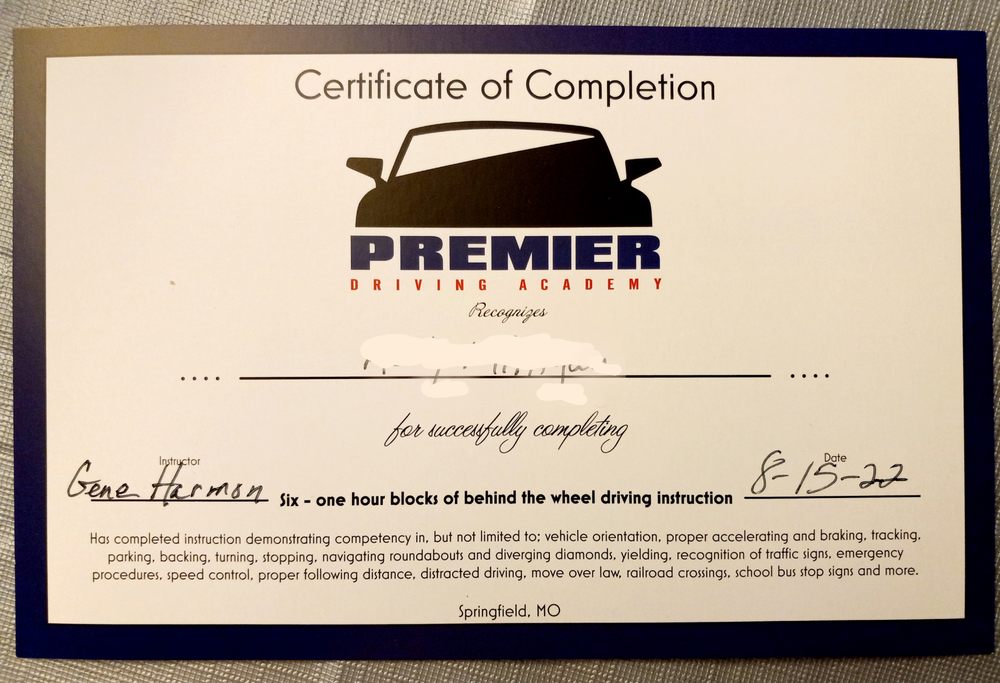 Certificate of Completion
PREMIER
DRIVING ACADEMY
Recognizes
for successfully completing
Instructor
Gene Harmon
Six - one hour blocks of behind the wheel driving instruction
Date
8-15-22
Has completed instruction demonstrating competency in, but not limited to: vehicle orientation, proper accelerating and braking, tracking,
parking, backing, turning, stopping, navigating roundabouts and diverging diamonds, yielding, recognition of traffic signs, emergency
procedures, speed control, proper following distance, distracted driving, move over law, railroad crossings, school bus stop signs and more.
Springfield, MO